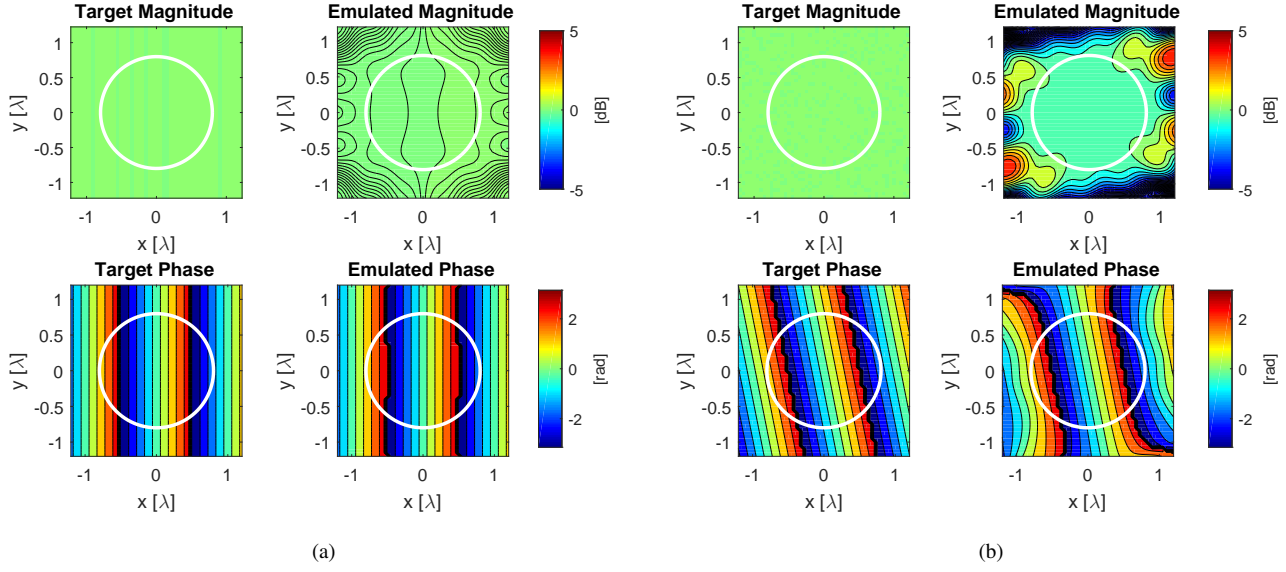 Target Magnitude
Emulated Magnitude
Target Magnitude
Emulated Magnitude
y [λ]
1
0.5
0
-0.5
-1
-1 0 1
x [λ]
y [λ]
1
0.5
0
-0.5
-1
-1 0 1
x [λ]
5
0
-5
[dB]
y [λ]
1
0.5
0
-0.5
-1
-1 0 1
x [λ]
y [λ]
1
0.5
0
-0.5
-1
-1 0 1
x [λ]
5
0
-5
[dB]
Target Phase
Emulated Phase
Target Phase
Emulated Phase
y [λ]
1
0.5
0
-0.5
-1
-1 0 1
x [λ]
y [λ]
1
0.5
0
-0.5
-1
-1 0 1
x [λ]
2
0
-2
[rad]
y [λ]
1
0.5
0
-0.5
-1
-1 0 1
x [λ]
y [λ]
1
0.5
0
-0.5
-1
-1 0 1
x [λ]
2
0
-2
[rad]
(a)
(b)